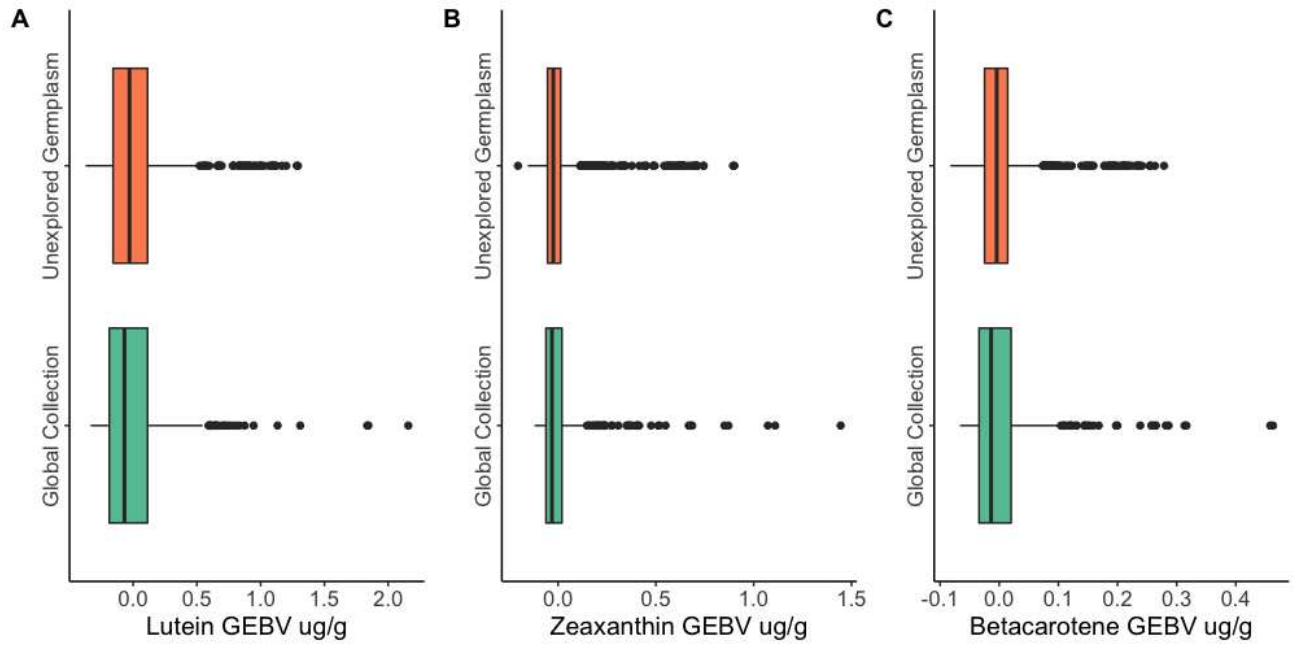 A
Unexplored Germplasm
Global Collection
0.0 0.5 1.0 1.5 2.0
Lutein GEBV ug/g
B
Unexplored Germplasm
Global Collection
0.0 0.5 1.0 1.5
Zeaxanthin GEBV ug/g
C
Unexplored Germplasm
Global Collection
-0.1 0.0 0.1 0.2 0.3 0.4
Betacarotene GEBV ug/g